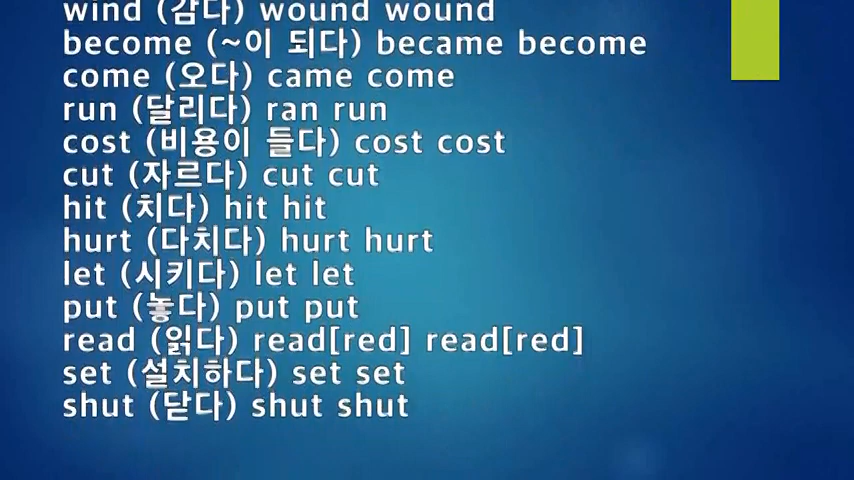 wind (감다) wound wound
become (~이 되다) became become
come (오다) came come
run (달리다) ran run
cost (비용이 들다) cost cost
cut (자르다) cut cut
hit (치다) hit hit
hurt (다치다) hurt hurt
let (시키다) let let
put (놓다) put put
read (읽다) read[red] read[red]
set (설치하다) set set
shut (닫다) shut shut